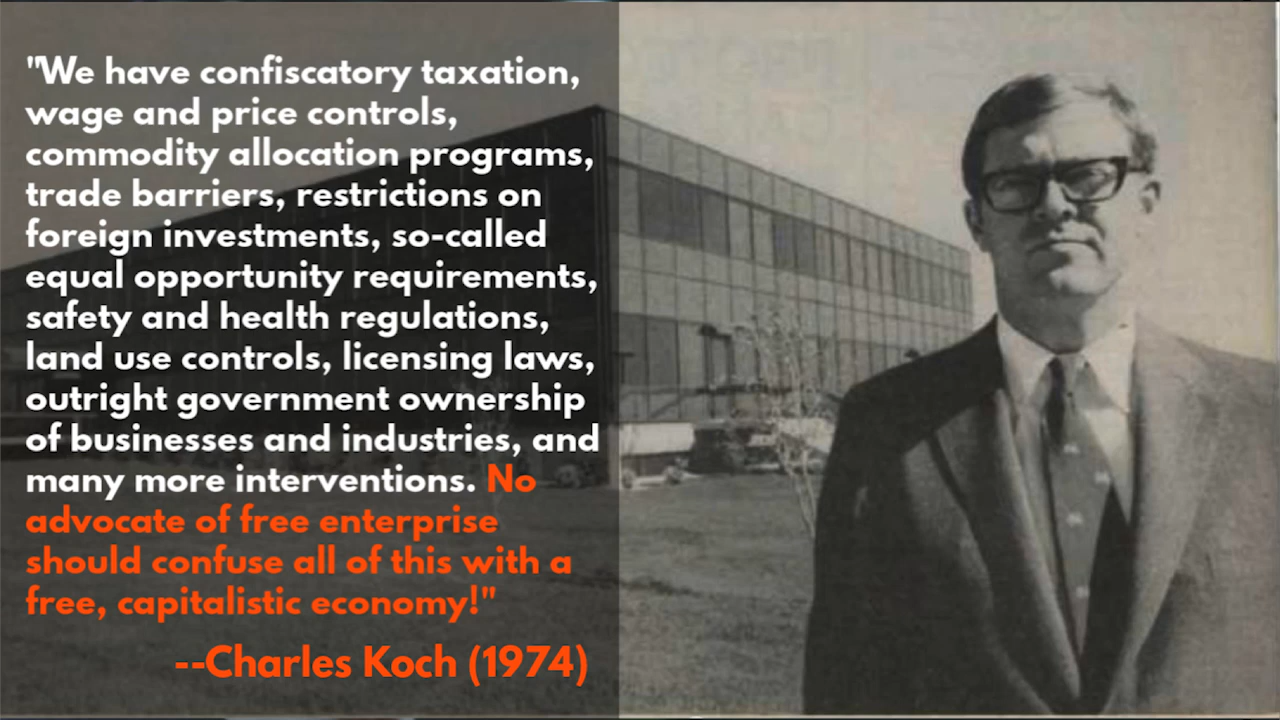 "We have confiscatory taxation,
wage and price controls,
commodity allocation programs,
trade barriers, restrictions on
foreign investments, so-called
equal opportunity requirements,
safety and health regulations,
land use controls, licensing laws,
outright government ownership
of businesses and industries, and
many more interventions. No
advocate of free enterprise
should confuse all of this with a
free, capitalistic economy!"
--Charles Koch (1974)